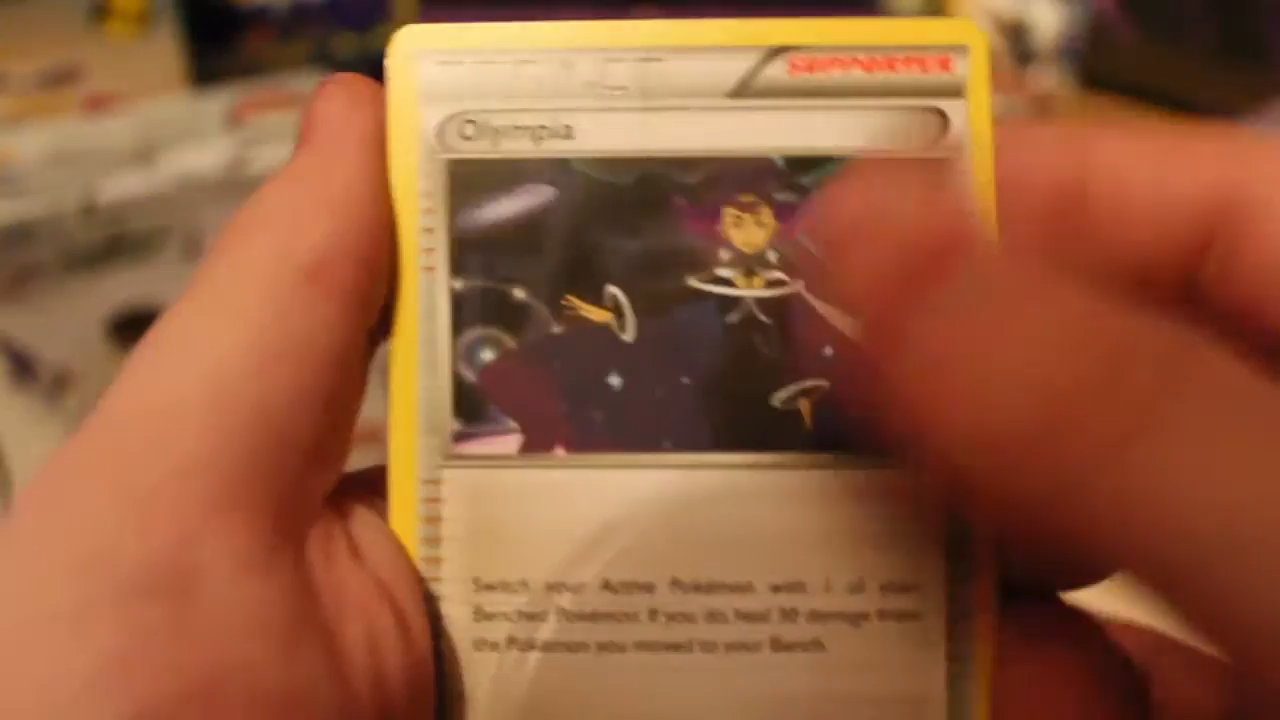 SUPPORTER
Olympia
Switch your Active Pokémon with 1 of your
Benched Pokémon. If you do, heal 30 damage from
the Pokémon you moved to your Bench.